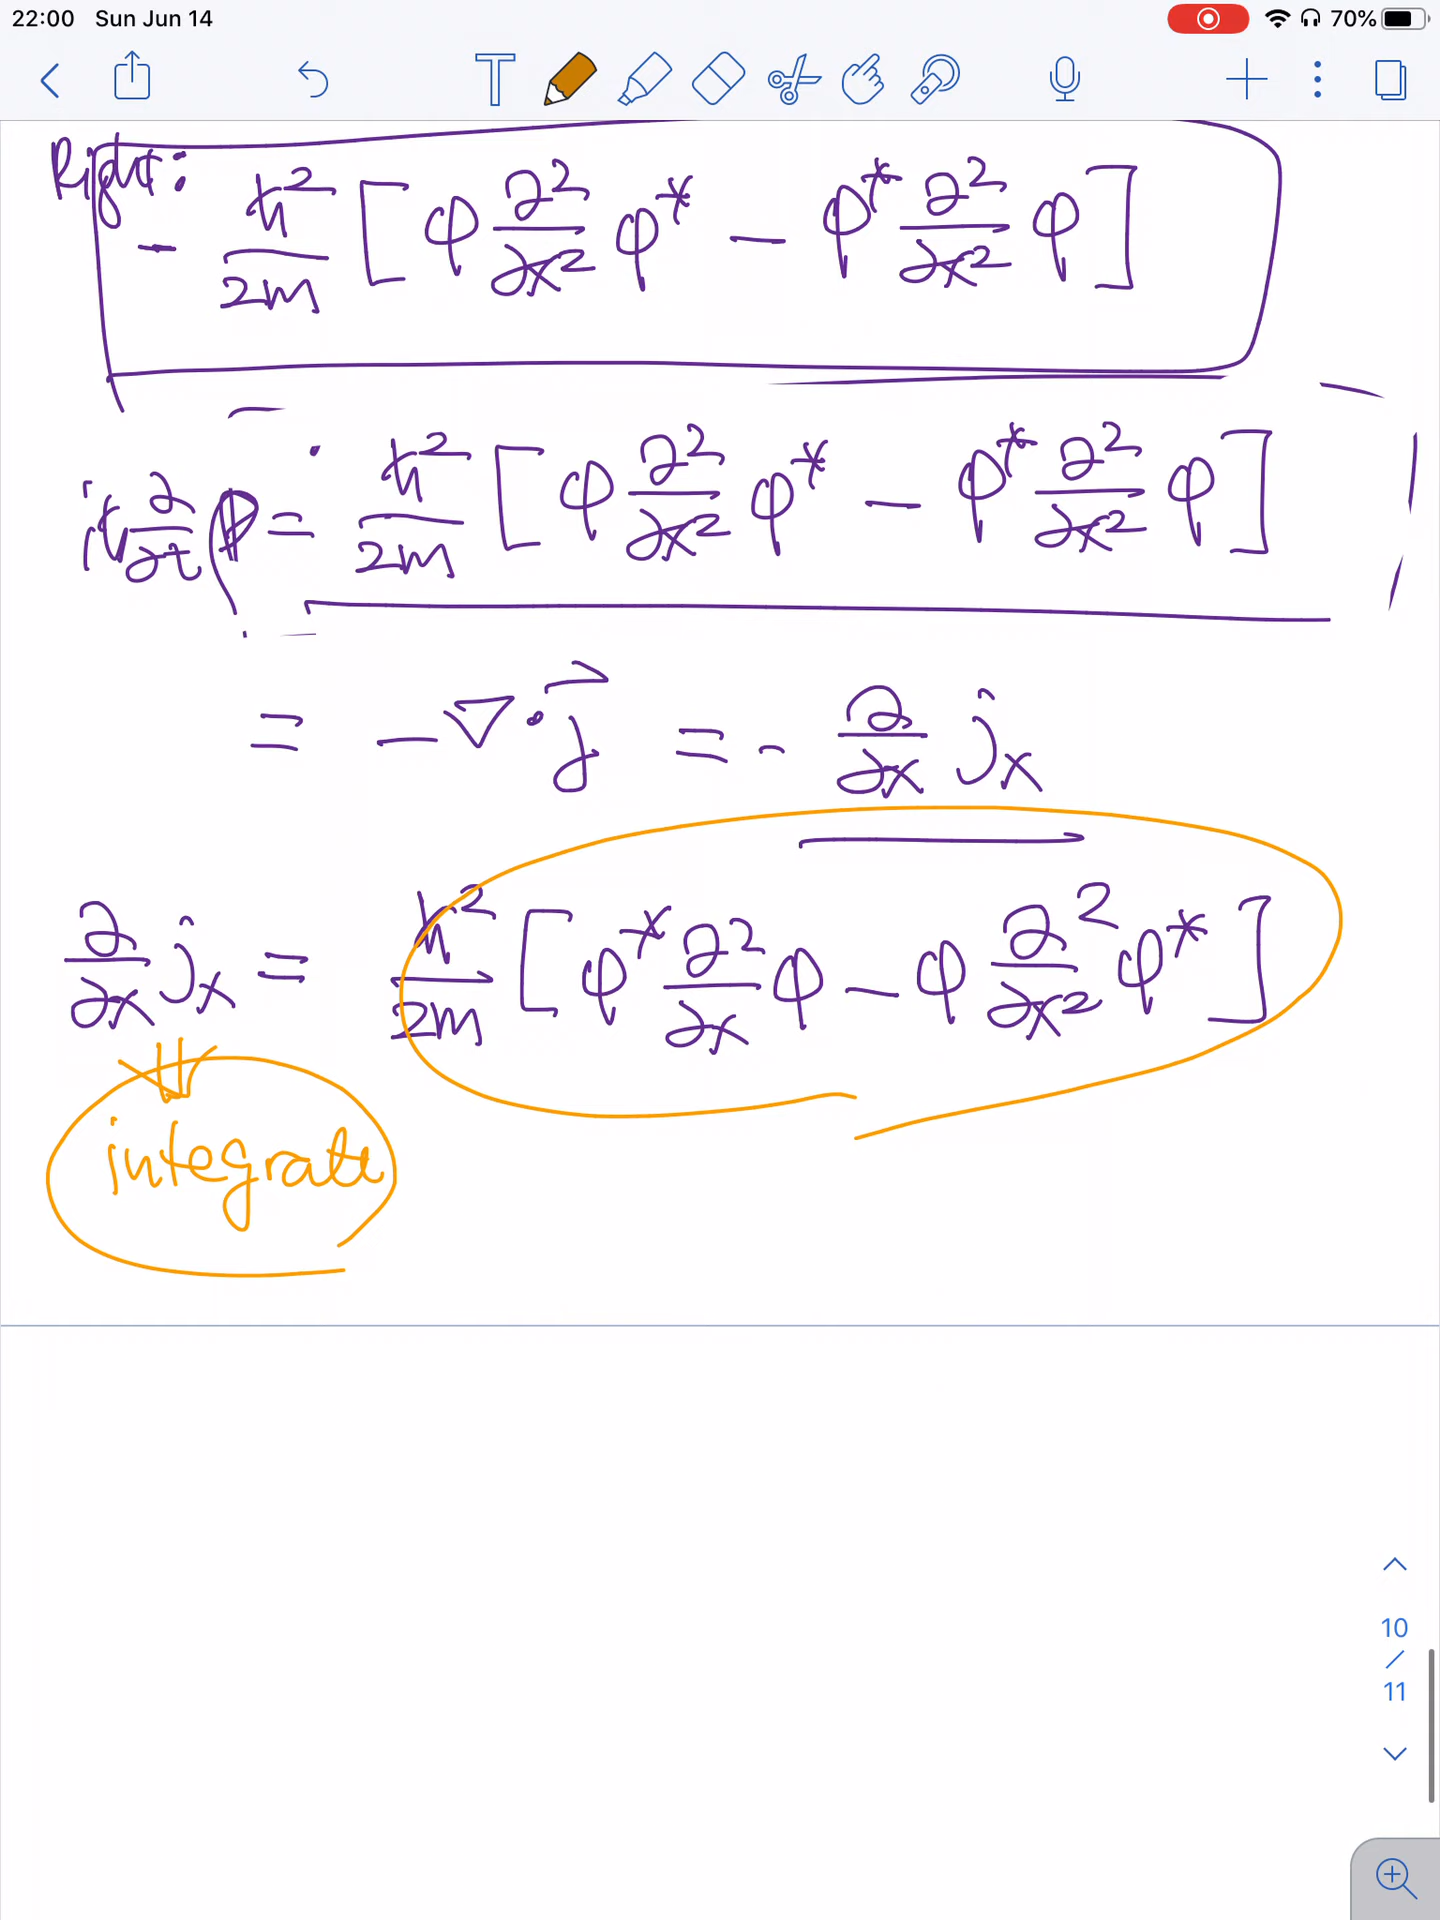 22:00 Sun Jun 14 70%
T
Right:
- ħ²/2m [φ ∂²/∂x² φ* - φ* ∂²/∂x² φ]
iħ ∂/∂t ρ = ħ²/2m [φ ∂²/∂x² φ* - φ* ∂²/∂x² φ]
= -∇·j⃗ = - ∂/∂x jₓ
∂/∂x jₓ = ħ²/2m [φ* ∂²/∂x φ - φ ∂²/∂x² φ*]
integrate
10
/
11